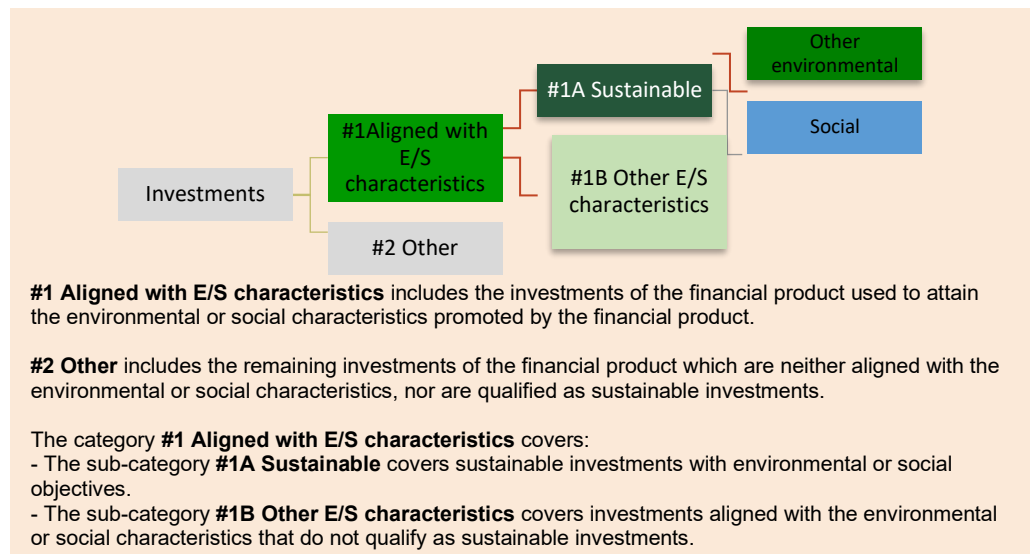 Other
environmental
#1A Sustainable
Social
#1Aligned with
E/S
characteristics
#1B Other E/S
characteristics
Investments
#2 Other
#1 Aligned with E/S characteristics includes the investments of the financial product used to attain
the environmental or social characteristics promoted by the financial product.
#2 Other includes the remaining investments of the financial product which are neither aligned with the
environmental or social characteristics, nor are qualified as sustainable investments.
The category #1 Aligned with E/S characteristics covers:
- The sub-category #1A Sustainable covers sustainable investments with environmental or social
objectives.
- The sub-category #1B Other E/S characteristics covers investments aligned with the environmental
or social characteristics that do not qualify as sustainable investments.